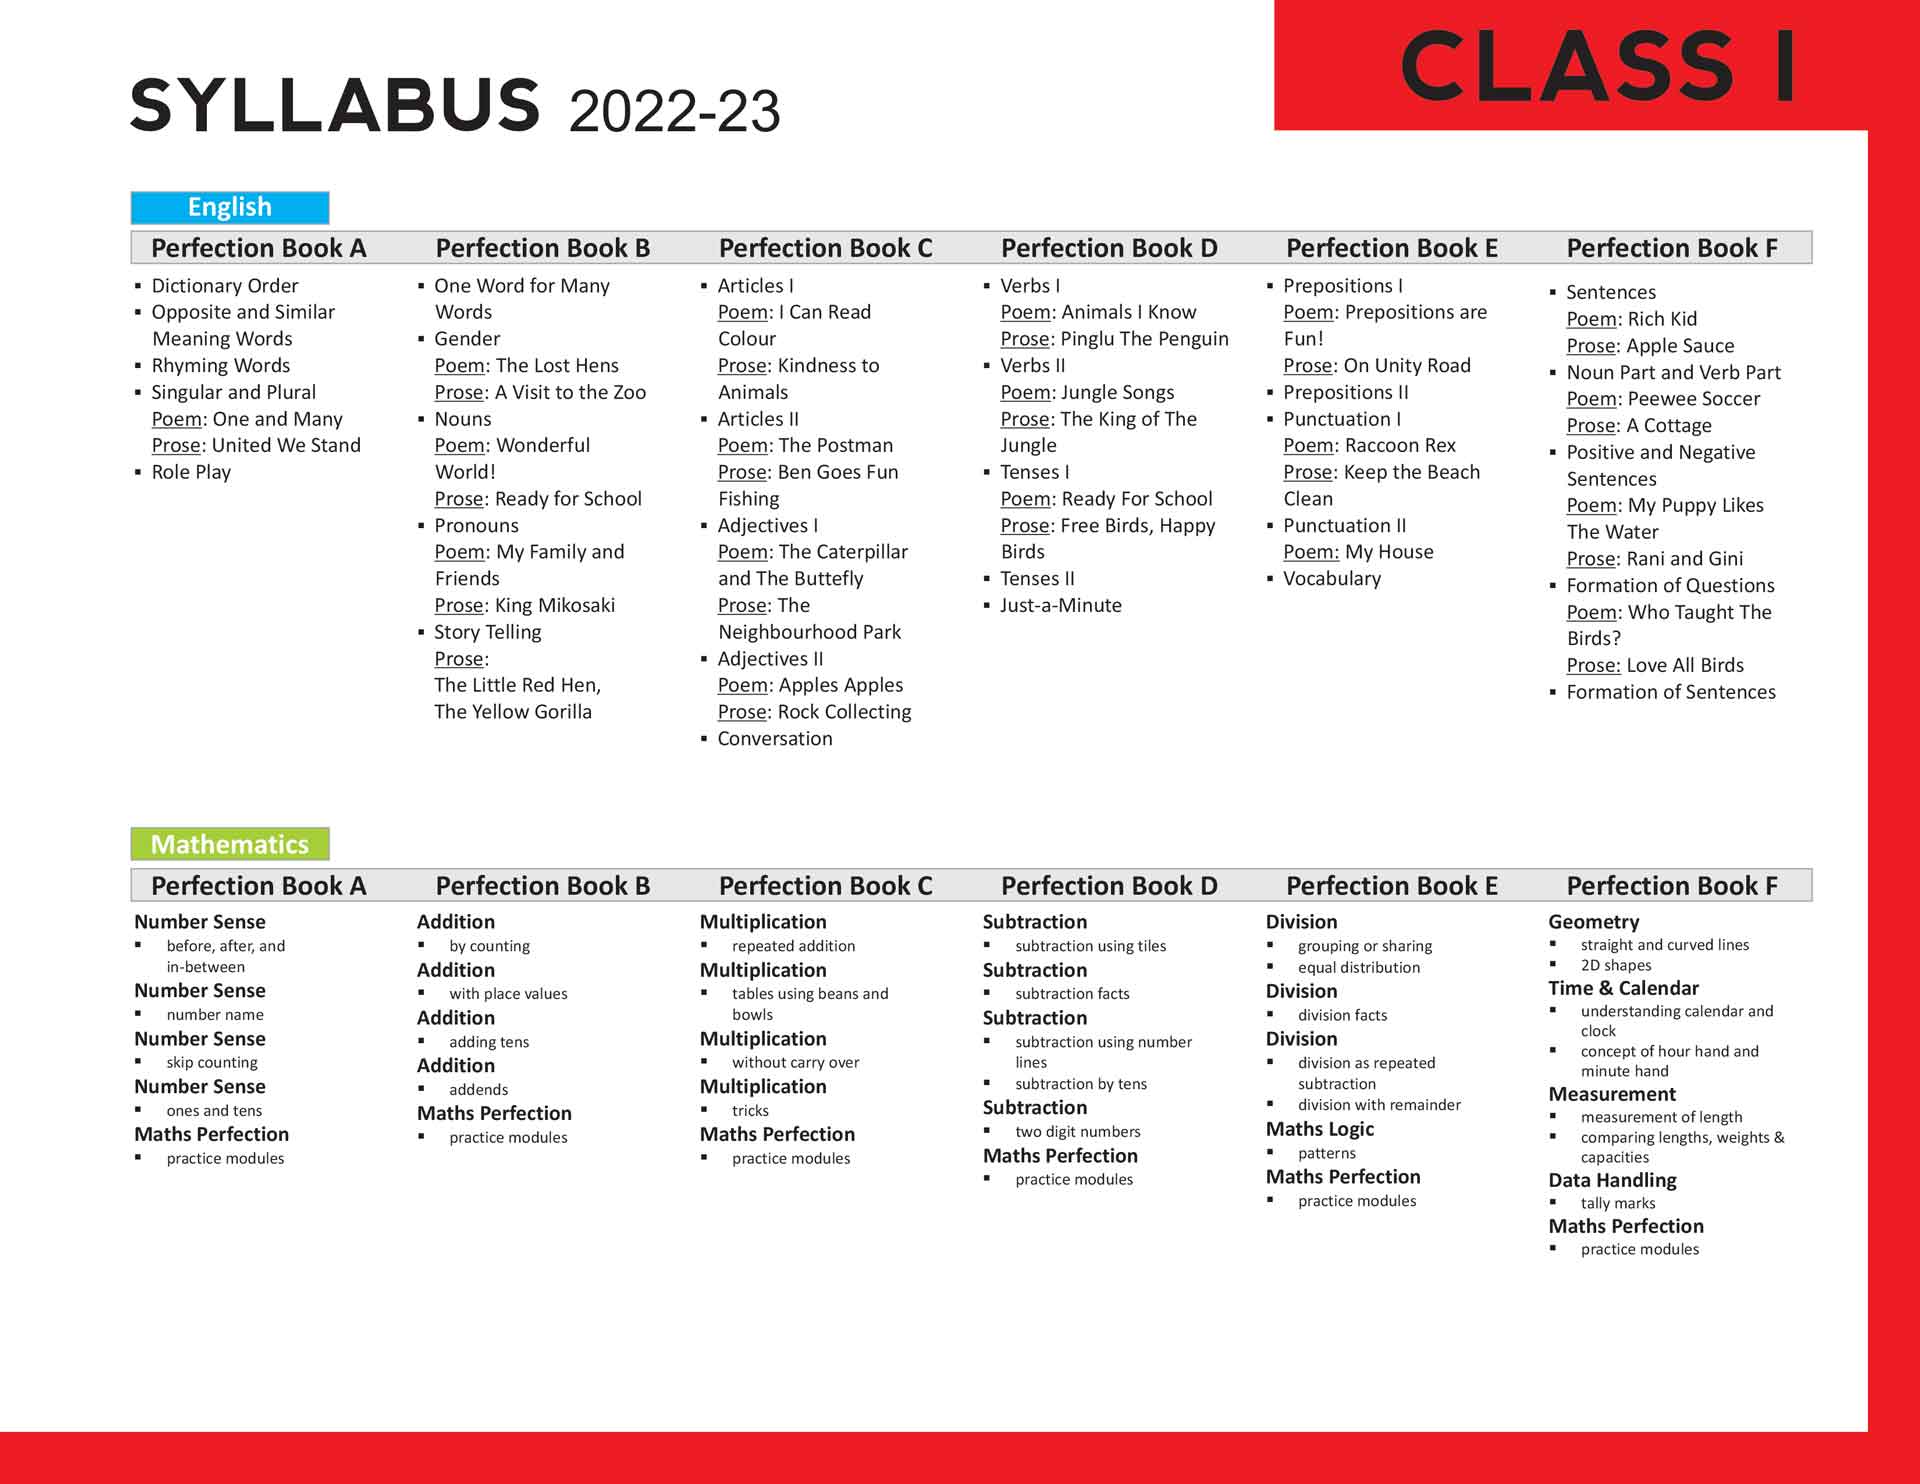 CLASS I
SYLLABUS 2022-23
English
Perfection Book A
Perfection Book B
Perfection Book C
Perfection Book D
Perfection Book E
Perfection Book F
▪ Dictionary Order
▪ Opposite and Similar
Meaning Words
▪ Rhyming Words
▪ Singular and Plural
Poem: One and Many
Prose: United We Stand
▪ Role Play
▪ One Word for Many
Words
▪ Gender
Poem: The Lost Hens
Prose: A Visit to the Zoo
▪ Nouns
Poem: Wonderful
World!
Prose: Ready for School
▪ Pronouns
Poem: My Family and
Friends
Prose: King Mikosaki
▪ Story Telling
Prose:
The Little Red Hen,
The Yellow Gorilla
▪ Articles I
Poem: I Can Read
Colour
Prose: Kindness to
Animals
▪ Articles II
Poem: The Postman
Prose: Ben Goes Fun
Fishing
▪ Adjectives I
Poem: The Caterpillar
and The Buttefly
Prose: The
Neighbourhood Park
▪ Adjectives II
Poem: Apples Apples
Prose: Rock Collecting
▪ Conversation
▪ Verbs I
Poem: Animals I Know
Prose: Pinglu The Penguin
▪ Verbs II
Poem: Jungle Songs
Prose: The King of The
Jungle
▪ Tenses I
Poem: Ready For School
Prose: Free Birds, Happy
Birds
▪ Tenses II
▪ Just-a-Minute
▪ Prepositions I
Poem: Prepositions are
Fun!
Prose: On Unity Road
▪ Prepositions II
▪ Punctuation I
Poem: Raccoon Rex
Prose: Keep the Beach
Clean
▪ Punctuation II
Poem: My House
▪ Vocabulary
▪ Sentences
Poem: Rich Kid
Prose: Apple Sauce
▪ Noun Part and Verb Part
Poem: Peewee Soccer
Prose: A Cottage
▪ Positive and Negative
Sentences
Poem: My Puppy Likes
The Water
Prose: Rani and Gini
▪ Formation of Questions
Poem: Who Taught The
Birds?
Prose: Love All Birds
▪ Formation of Sentences
Mathematics
Perfection Book A
Perfection Book B
Perfection Book C
Perfection Book D
Perfection Book E
Perfection Book F
Number Sense
▪ before, after, and
in-between
Number Sense
▪ number name
Number Sense
▪ skip counting
Number Sense
▪ ones and tens
Maths Perfection
▪ practice modules
Addition
▪ by counting
Addition
▪ with place values
Addition
▪ adding tens
Addition
▪ addends
Maths Perfection
▪ practice modules
Multiplication
▪ repeated addition
Multiplication
▪ tables using beans and
bowls
Multiplication
▪ without carry over
Multiplication
▪ tricks
Maths Perfection
▪ practice modules
Subtraction
▪ subtraction using tiles
Subtraction
▪ subtraction facts
Subtraction
▪ subtraction using number
lines
▪ subtraction by tens
Subtraction
▪ two digit numbers
Maths Perfection
▪ practice modules
Division
▪ grouping or sharing
▪ equal distribution
Division
▪ division facts
Division
▪ division as repeated
subtraction
▪ division with remainder
Maths Logic
▪ patterns
Maths Perfection
▪ practice modules
Geometry
▪ straight and curved lines
▪ 2D shapes
Time & Calendar
▪ understanding calendar and
clock
▪ concept of hour hand and
minute hand
Measurement
▪ measurement of length
▪ comparing lengths, weights &
capacities
Data Handling
▪ tally marks
Maths Perfection
▪ practice modules